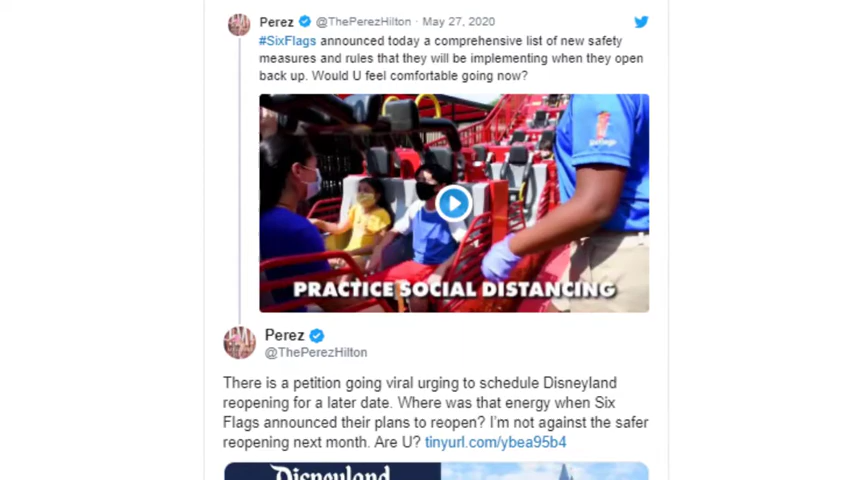 Perez @ThePerezHilton · May 27, 2020
#SixFlags announced today a comprehensive list of new safety
measures and rules that they will be implementing when they open
back up. Would U feel comfortable going now?
PRACTICE SOCIAL DISTANCING
Perez
@ThePerezHilton
There is a petition going viral urging to schedule Disneyland
reopening for a later date. Where was that energy when Six
Flags announced their plans to reopen? I'm not against the safer
reopening next month. Are U? tinyurl.com/ybea95b4
Disneyland